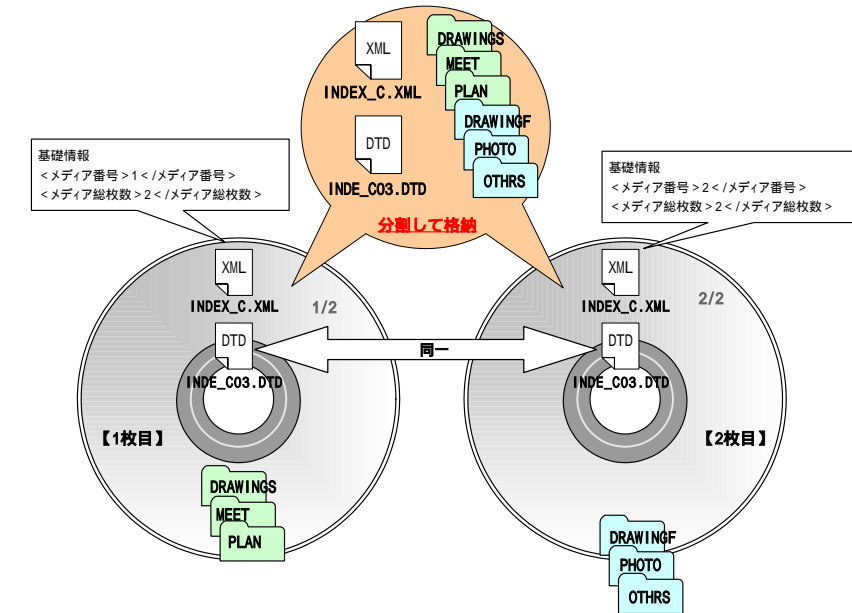 XML
INDEX_C.XML
DTD
INDE_C03.DTD
DRAWINGS
MEET
PLAN
DRAWINGF
PHOTO
OTHRS
分割して格納
基礎情報
<メディア番号>1</メディア番号>
<メディア総枚数>2</メディア総枚数>
基礎情報
<メディア番号>2</メディア番号>
<メディア総枚数>2</メディア総枚数>
XML
INDEX_C.XML
1/2
DTD
INDE_C03.DTD
【1枚目】
DRAWINGS
MEET
PLAN
同一
XML
INDEX_C.XML
2/2
DTD
INDE_C03.DTD
【2枚目】
DRAWINGF
PHOTO
OTHRS